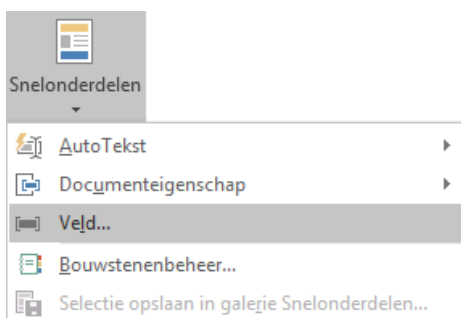 Snelonderdelen
AutoTekst
Documenteigenschap
Veld...
Bouwstenenbeheer...
Selectie opslaan in galerie Snelonderdelen...